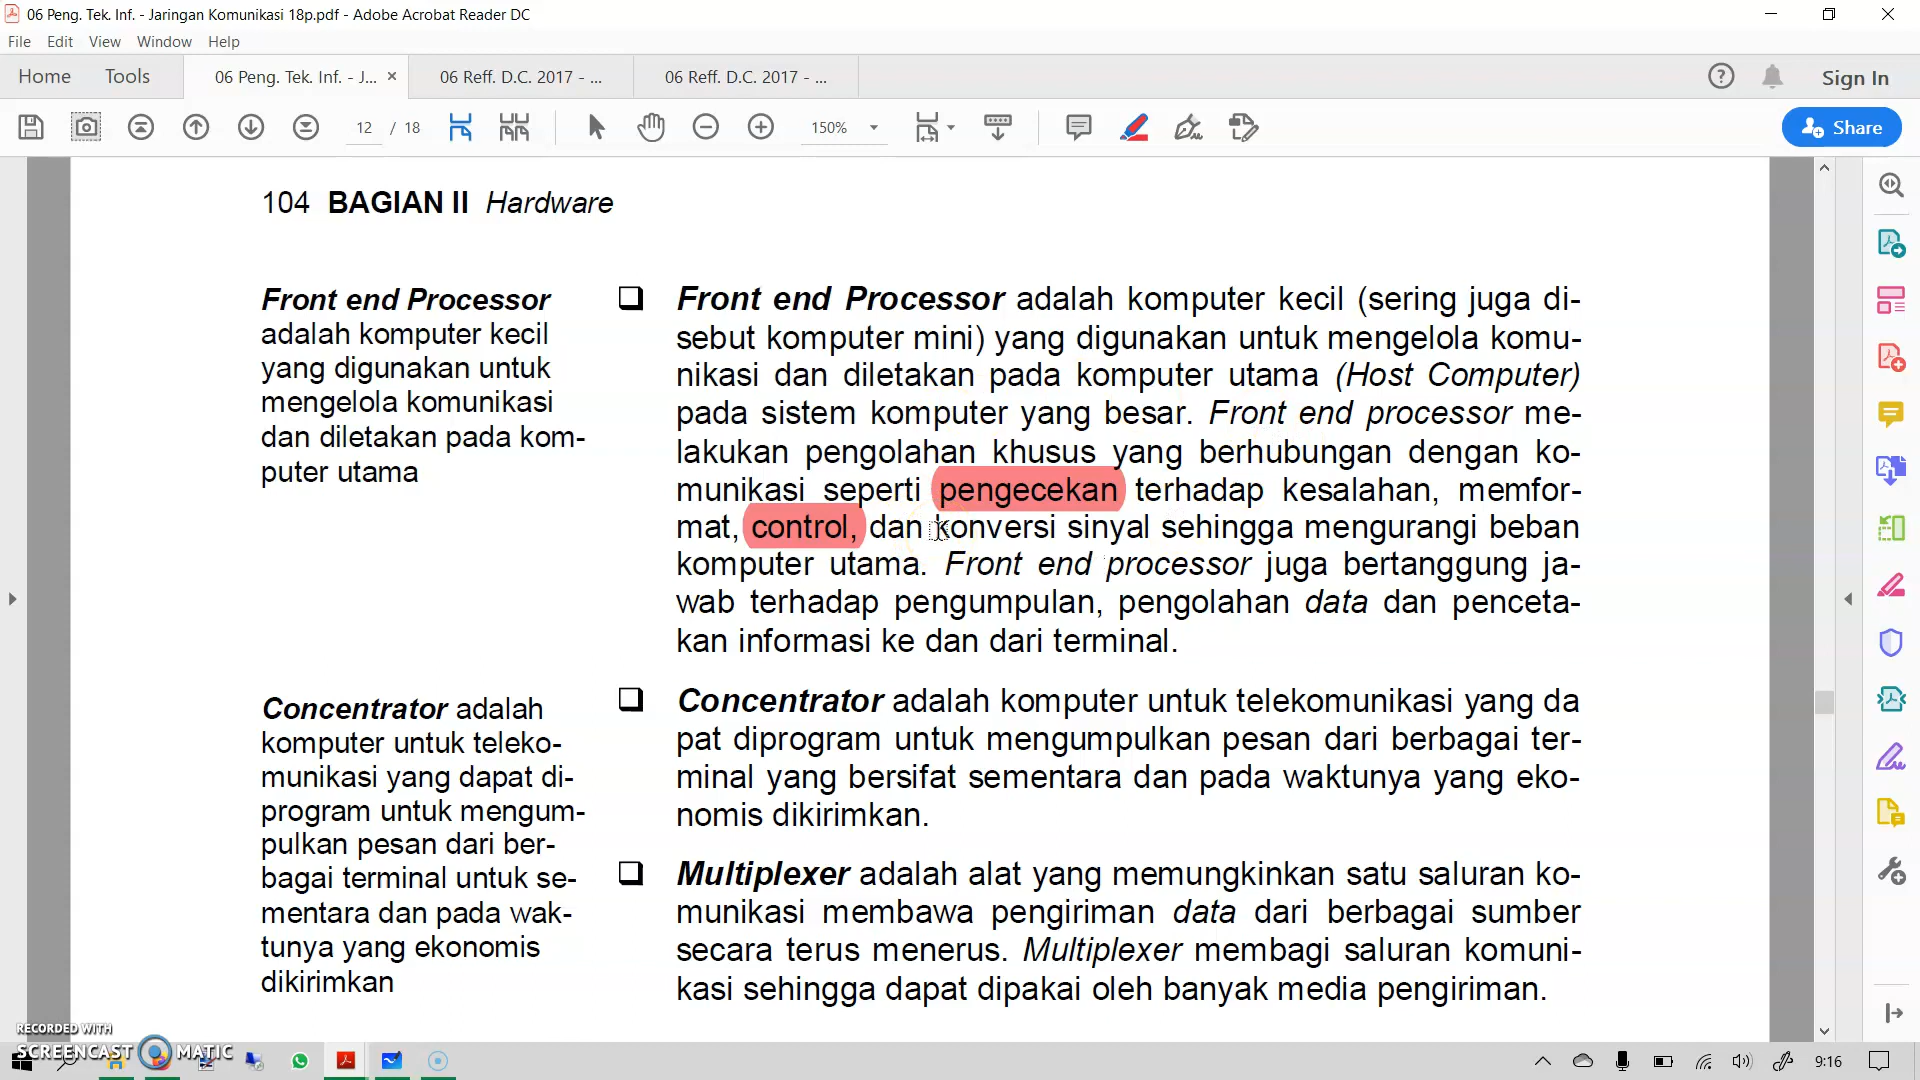 06 Peng. Tek. Inf. - Jaringan Komunikasi 18p.pdf - Adobe Acrobat Reader DC
File Edit View Window Help
Home Tools 06 Peng. Tek. Inf. - J... × 06 Reff. D.C. 2017 - ... 06 Reff. D.C. 2017 - ... Sign In
12 / 18 150% Share
104 BAGIAN II Hardware
Front end Processor
adalah komputer kecil
yang digunakan untuk
mengelola komunikasi
dan diletakan pada kom-
puter utama
Front end Processor adalah komputer kecil (sering juga di-
sebut komputer mini) yang digunakan untuk mengelola komu-
nikasi dan diletakan pada komputer utama (Host Computer)
pada sistem komputer yang besar. Front end processor me-
lakukan pengolahan khusus yang berhubungan dengan ko-
munikasi seperti pengecekan terhadap kesalahan, memfor-
mat, control, dan konversi sinyal sehingga mengurangi beban
komputer utama. Front end processor juga bertanggung ja-
wab terhadap pengumpulan, pengolahan data dan penceta-
kan informasi ke dan dari terminal.
Concentrator adalah
komputer untuk teleko-
munikasi yang dapat di-
program untuk mengum-
pulkan pesan dari ber-
bagai terminal untuk se-
mentara dan pada wak-
tunya yang ekonomis
dikirimkan
Concentrator adalah komputer untuk telekomunikasi yang da
pat diprogram untuk mengumpulkan pesan dari berbagai ter-
minal yang bersifat sementara dan pada waktunya yang eko-
nomis dikirimkan.
Multiplexer adalah alat yang memungkinkan satu saluran ko-
munikasi membawa pengiriman data dari berbagai sumber
secara terus menerus. Multiplexer membagi saluran komuni-
kasi sehingga dapat dipakai oleh banyak media pengiriman.
RECORDED WITH
SCREENCAST MATIC
9:16